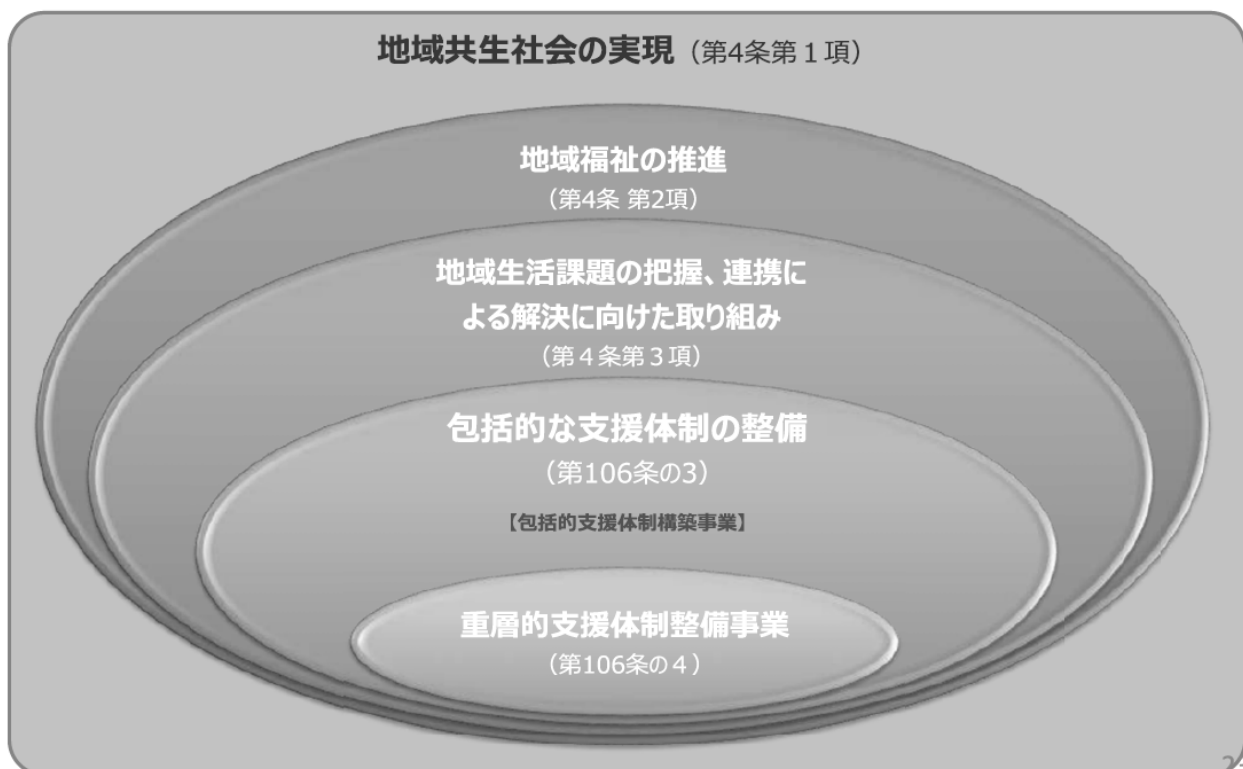 地域共生社会の実現（第4条第１項）
地域福祉の推進
（第4条 第2項）
地域生活課題の把握、連携に
よる解決に向けた取り組み
（第４条第３項）
包括的な支援体制の整備
（第106条の3）
【包括的支援体制構築事業】
重層的支援体制整備事業
（第106条の４）